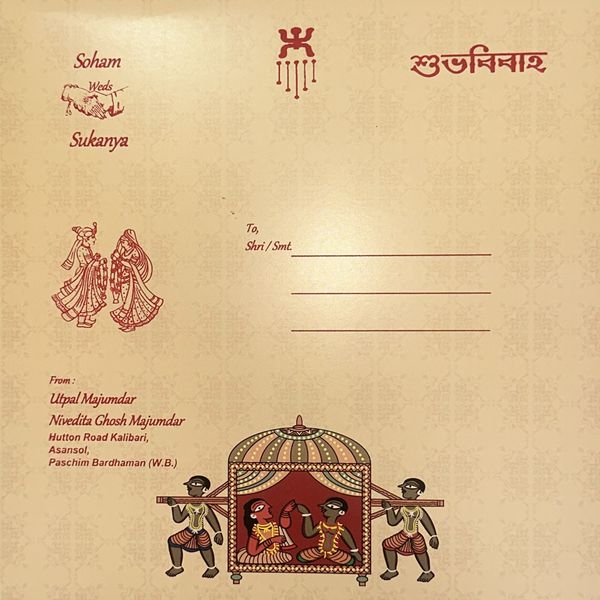 Soham
Weds
Sukanya
শুভবিবাহ
To,
Shri / Smt.
From :
Utpal Majumdar
Nivedita Ghosh Majumdar
Hutton Road Kalibari,
Asansol,
Paschim Bardhaman (W.B.)